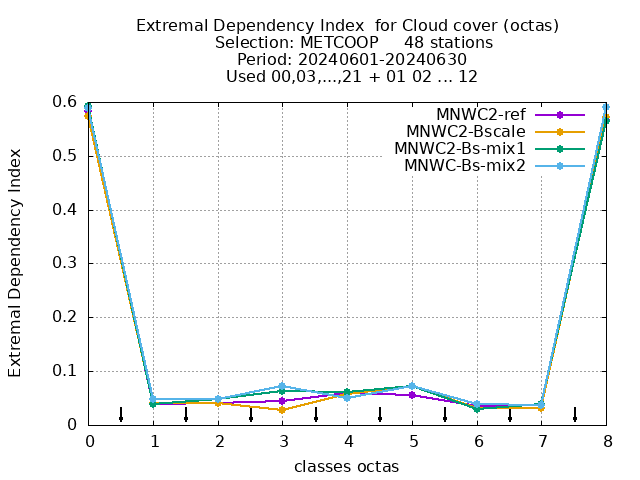 Extremal Dependency Index  for Cloud cover (octas)
Selection: METCOOP     48 stations
Period: 20240601-20240630
Used 00,03,...,21 + 01 02 ... 12
MNWC2-ref
MNWC2-Bscale
MNWC2-Bs-mix1
MNWC-Bs-mix2
Extremal Dependency Index
0.6
0.5
0.4
0.3
0.2
0.1
0
0 1 2 3 4 5 6 7 8
classes octas